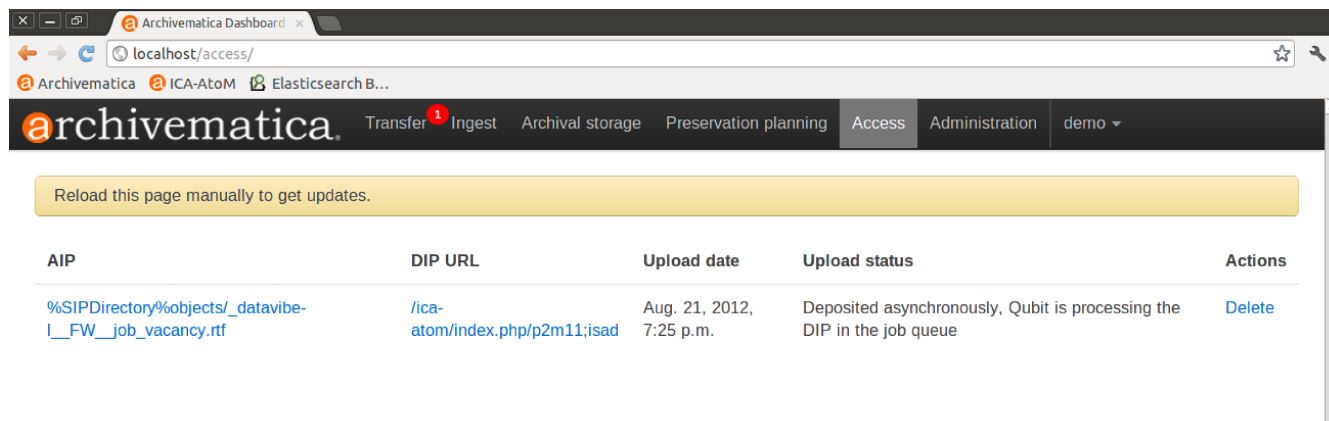 Archivematica Dashboard
localhost/access/
Archivematica ICA-AtoM Elasticsearch B...
archivematica. Transfer 1 Ingest Archival storage Preservation planning Access Administration demo
Reload this page manually to get updates.
AIP DIP URL Upload date Upload status Actions
%SIPDirectory%objects/_datavibe- /ica- Aug. 21, 2012, Deposited asynchronously, Qubit is processing the Delete
l__FW__job_vacancy.rtf atom/index.php/p2m11;isad 7:25 p.m. DIP in the job queue